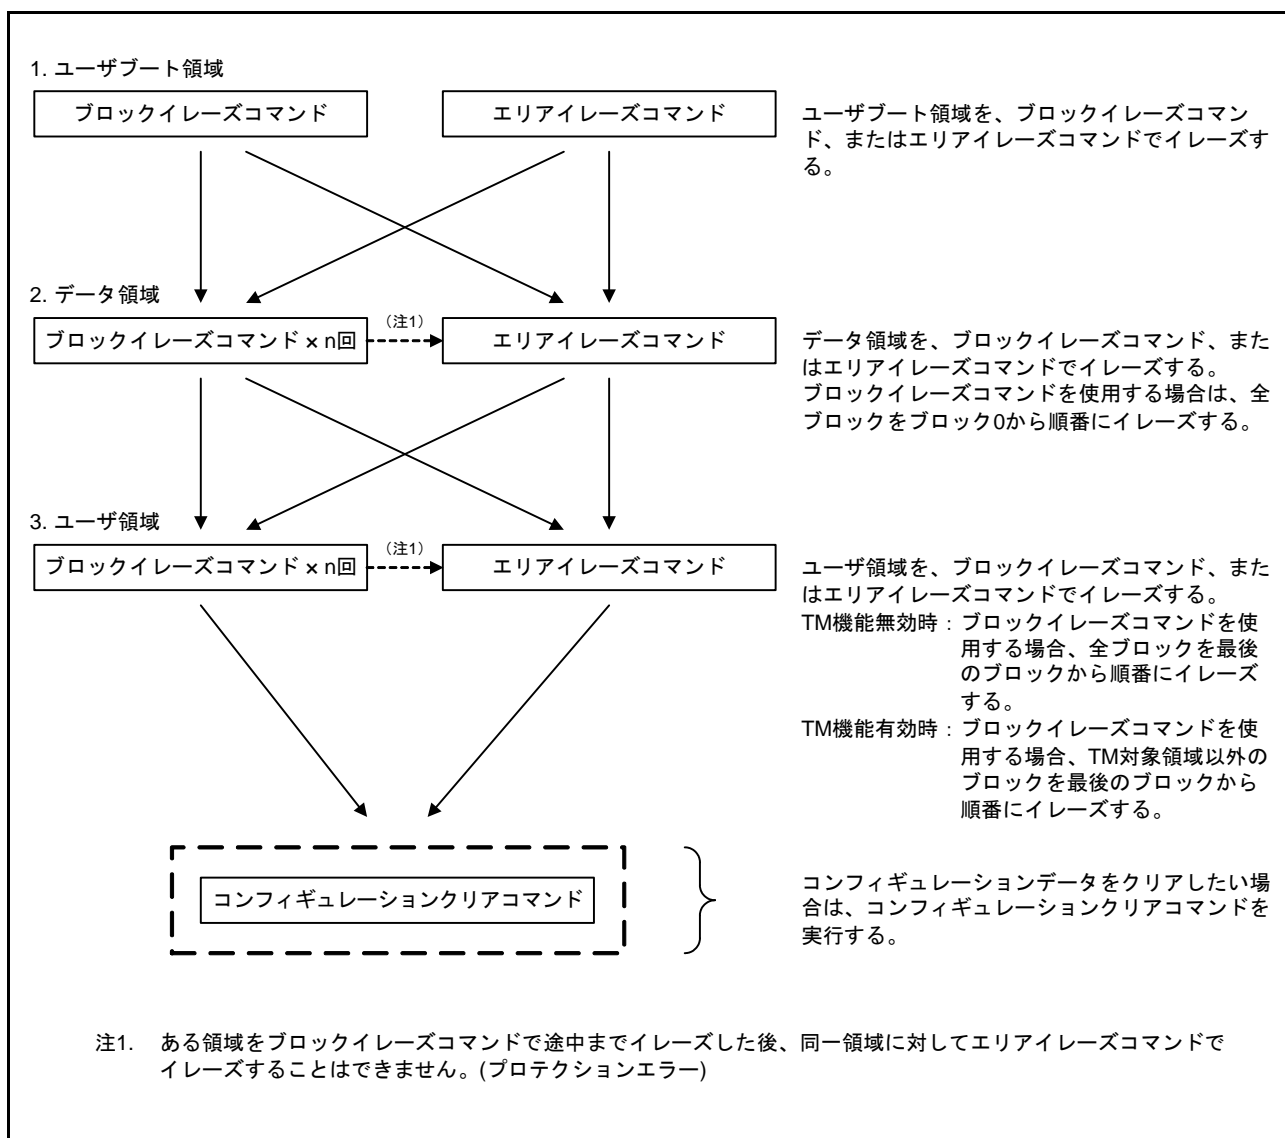 1. ユーザブート領域
ブロックイレーズコマンド
エリアイレーズコマンド
ユーザブート領域を、ブロックイレーズコマン
ド、またはエリアイレーズコマンドでイレーズす
る。
2. データ領域
ブロックイレーズコマンド × n回
(注1)
エリアイレーズコマンド
データ領域を、ブロックイレーズコマンド、また
はエリアイレーズコマンドでイレーズする。
ブロックイレーズコマンドを使用する場合は、全
ブロックをブロック0から順番にイレーズする。
3. ユーザ領域
ブロックイレーズコマンド × n回
(注1)
エリアイレーズコマンド
ユーザ領域を、ブロックイレーズコマンド、また
はエリアイレーズコマンドでイレーズする。
TM機能無効時：ブロックイレーズコマンドを使
用する場合、全ブロックを最後
のブロックから順番にイレーズ
する。
TM機能有効時：ブロックイレーズコマンドを使
用する場合、TM対象領域以外の
ブロックを最後のブロックから
順番にイレーズする。
コンフィギュレーションクリアコマンド
コンフィギュレーションデータをクリアしたい場
合は、コンフィギュレーションクリアコマンドを
実行する。
注1. ある領域をブロックイレーズコマンドで途中までイレーズした後、同一領域に対してエリアイレーズコマンドで
イレーズすることはできません。(プロテクションエラー)